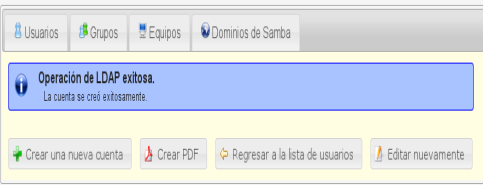 Usuarios Grupos Equipos Dominios de Samba
Operación de LDAP exitosa.
La cuenta se creó exitosamente.
Crear una nueva cuenta Crear PDF Regresar a la lista de usuarios Editar nuevamente